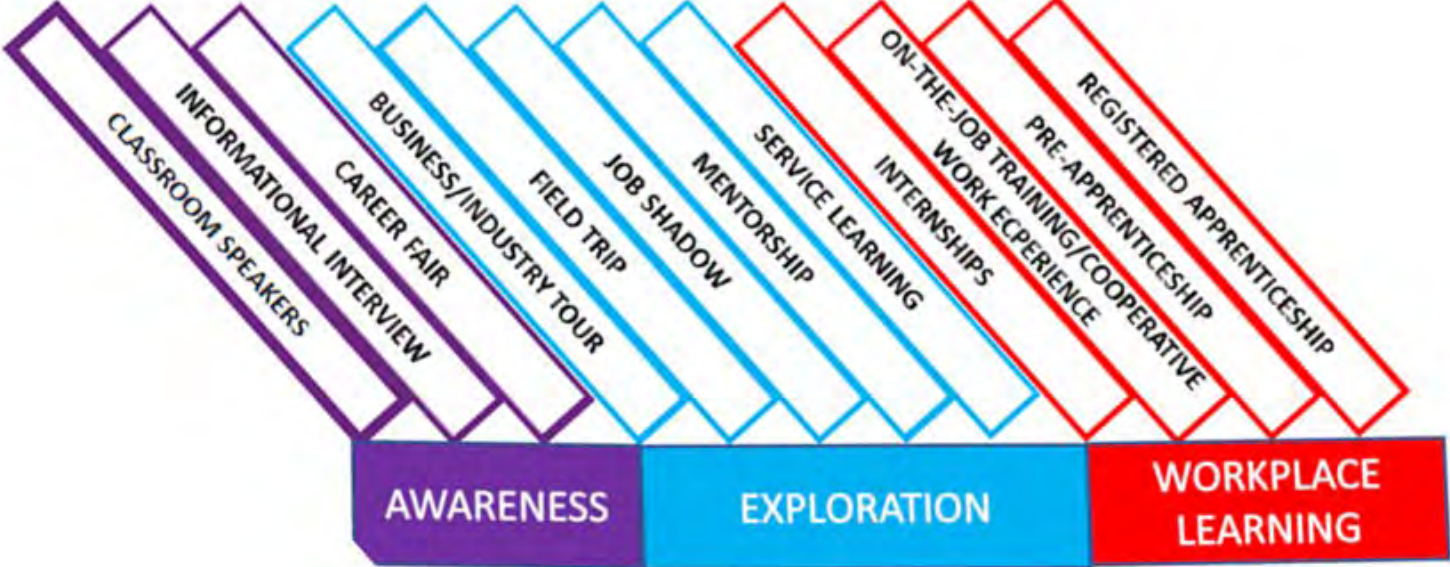 CLASSROOM SPEAKERS
INFORMATIONAL INTERVIEW
CAREER FAIR
BUSINESS/INDUSTRY TOUR
FIELD TRIP
JOB SHADOW
MENTORSHIP
SERVICE LEARNING
INTERNSHIPS
ON-THE-JOB TRAINING/COOPERATIVE
WORK ECPERIENCE
PRE-APPRENTICESHIP
REGISTERED APPRENTICESHIP
AWARENESS
EXPLORATION
WORKPLACE
LEARNING